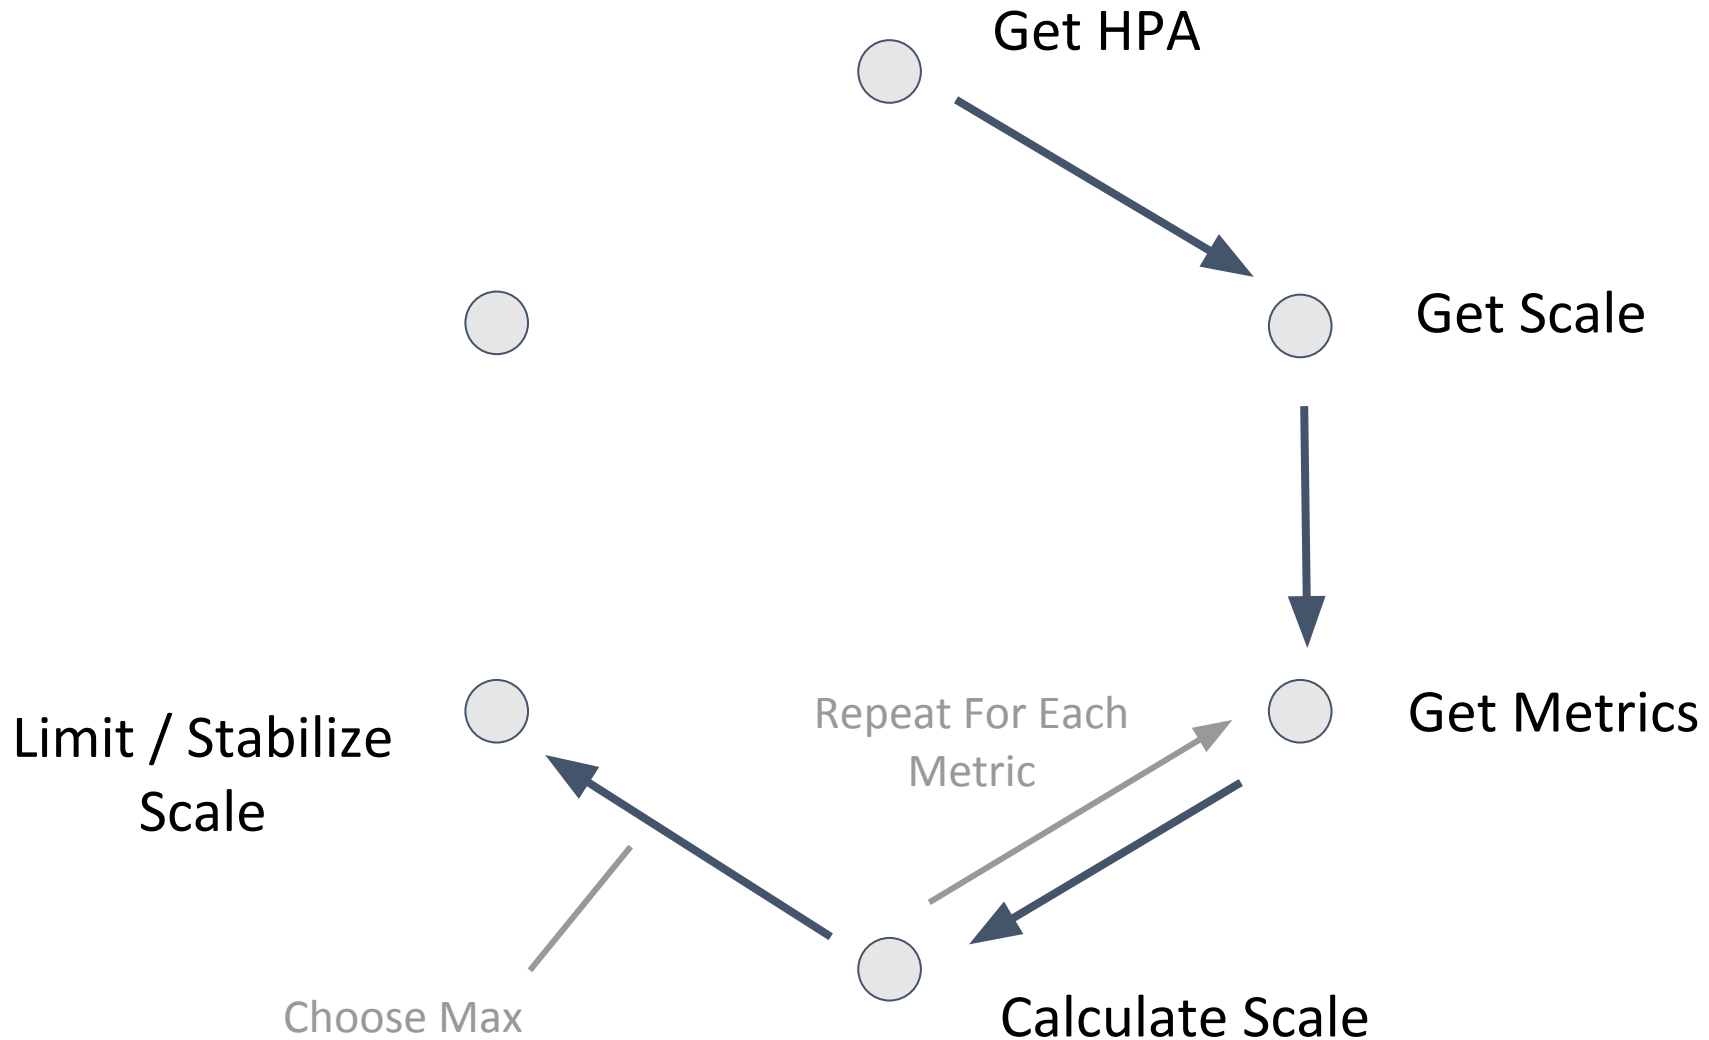 Get HPA
Get Scale
Get Metrics
Repeat For Each
Metric
Limit / Stabilize
Scale
Choose Max
Calculate Scale